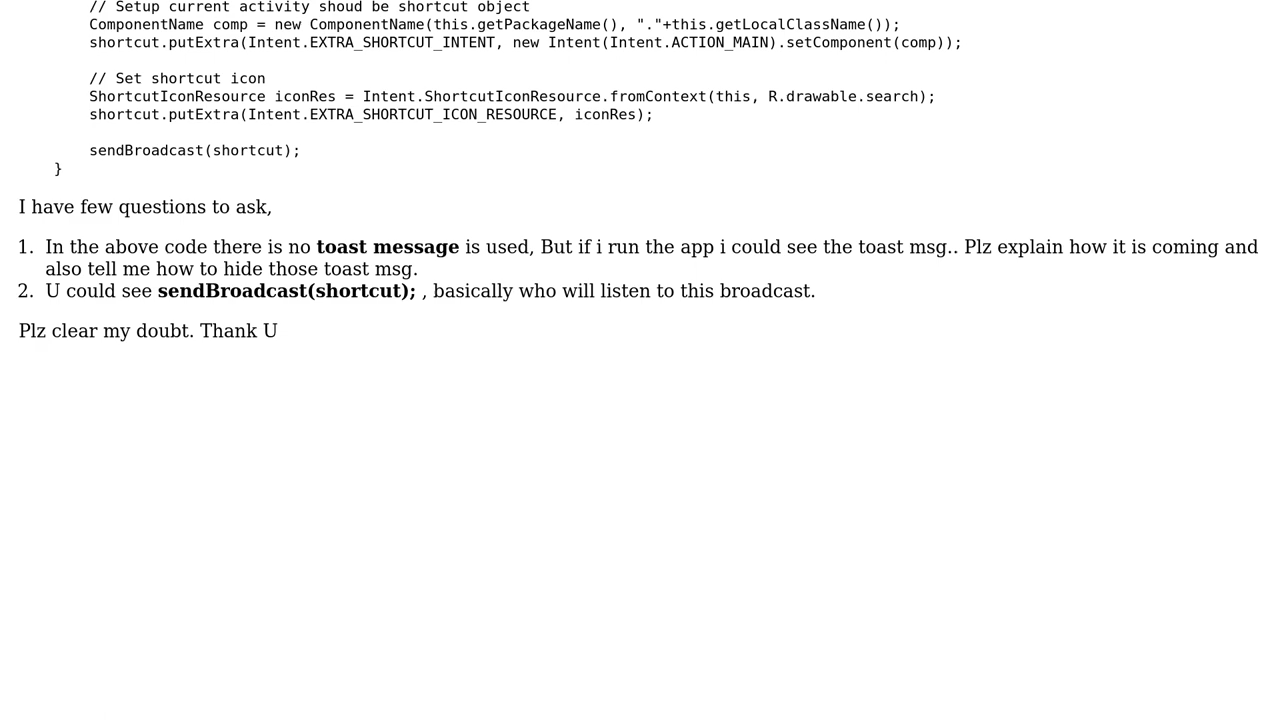 // Setup current activity shoud be shortcut object
ComponentName comp = new ComponentName(this.getPackageName(), "."+this.getLocalClassName());
shortcut.putExtra(Intent.EXTRA_SHORTCUT_INTENT, new Intent(Intent.ACTION_MAIN).setComponent(comp));
// Set shortcut icon
ShortcutIconResource iconRes = Intent.ShortcutIconResource.fromContext(this, R.drawable.search);
shortcut.putExtra(Intent.EXTRA_SHORTCUT_ICON_RESOURCE, iconRes);
sendBroadcast(shortcut);
}
I have few questions to ask,
1. In the above code there is no toast message is used, But if i run the app i could see the toast msg.. Plz explain how it is coming and
also tell me how to hide those toast msg.
2. U could see sendBroadcast(shortcut); , basically who will listen to this broadcast.
Plz clear my doubt. Thank U